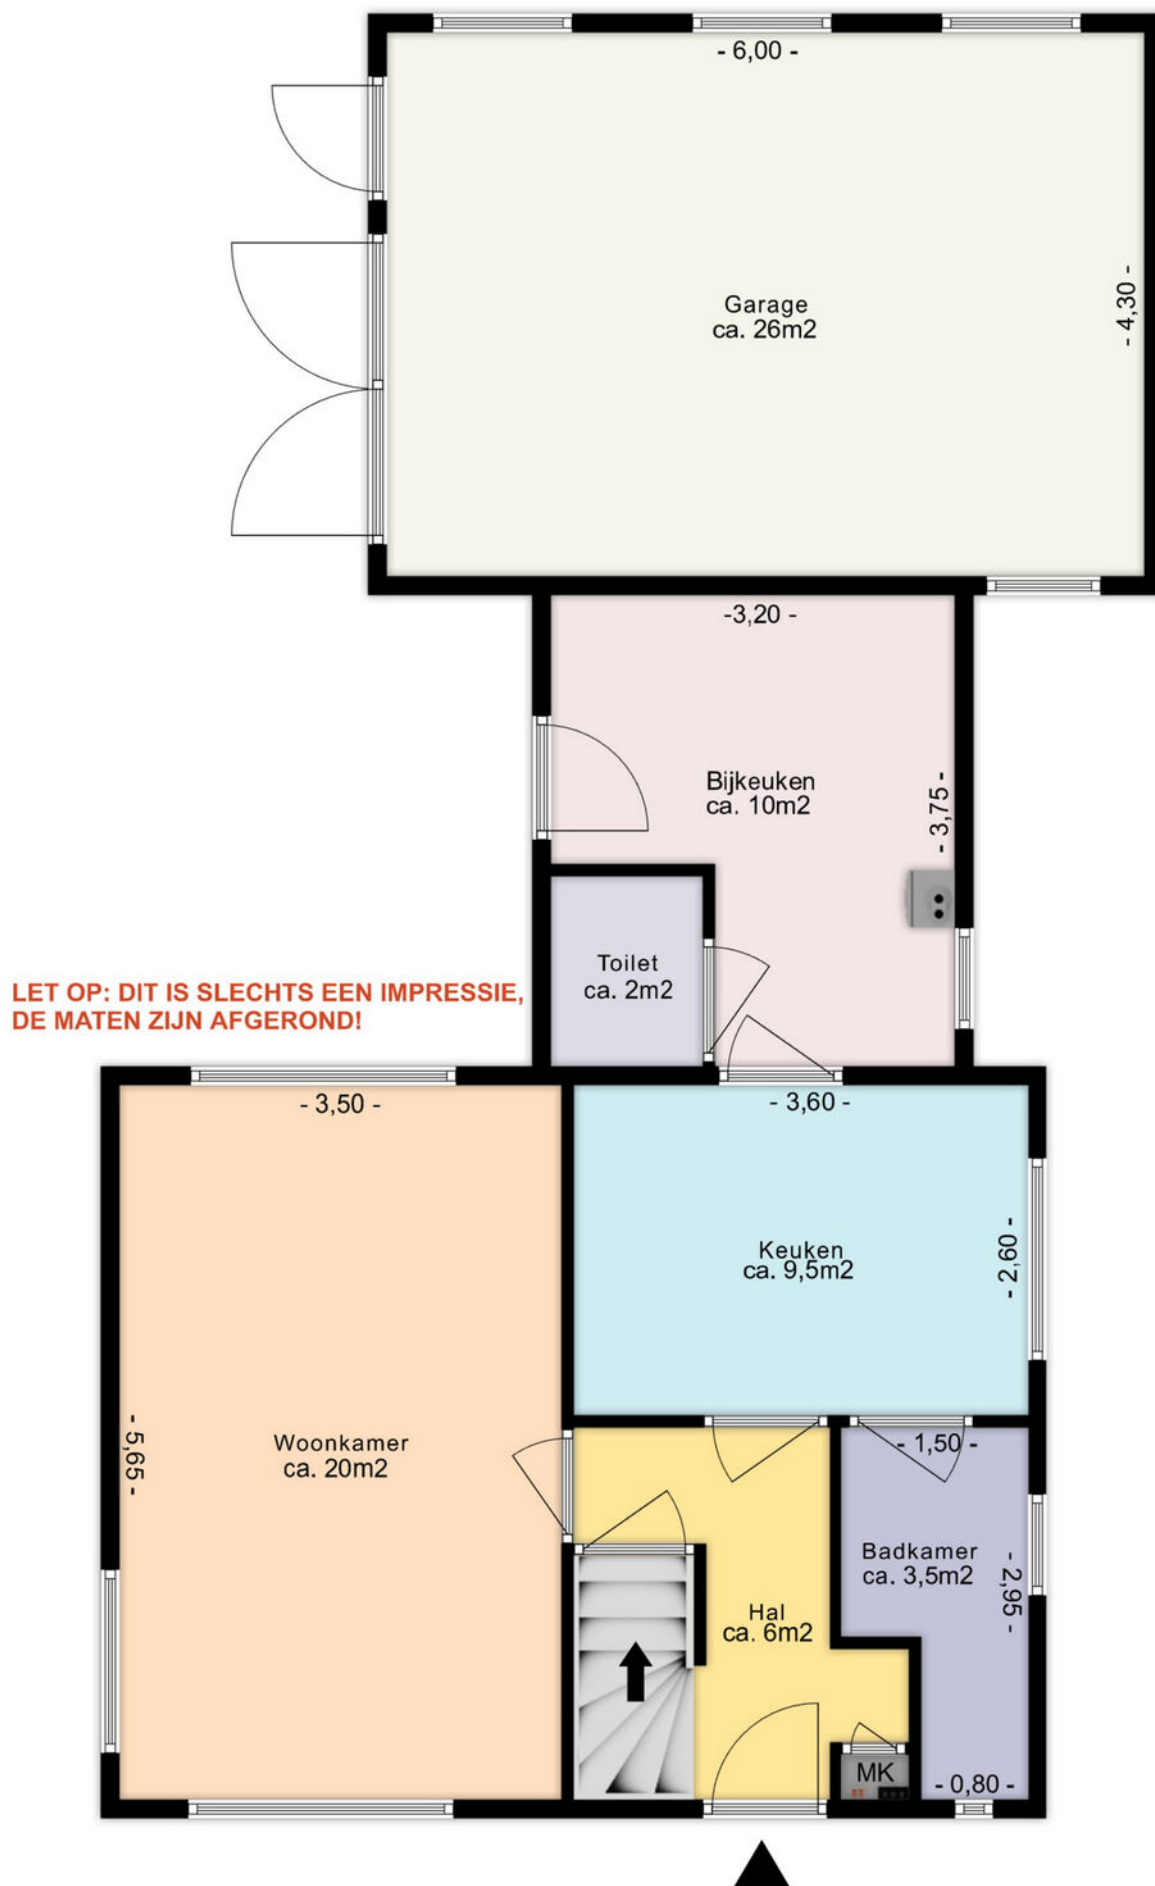 - 6,00 -
Garage
ca. 26m2
- 4,30 -
-3,20 -
Bijkeuken
ca. 10m2
- 3,75 -
Toilet
ca. 2m2
LET OP: DIT IS SLECHTS EEN IMPRESSIE,
DE MATEN ZIJN AFGEROND!
- 3,50 -
- 3,60 -
Keuken
ca. 9,5m2
- 2,60 -
- 5,65 -
Woonkamer
ca. 20m2
- 1,50 -
Badkamer
ca. 3,5m2
- 2,95 -
Hal
ca. 6m2
MK
- 0,80 -